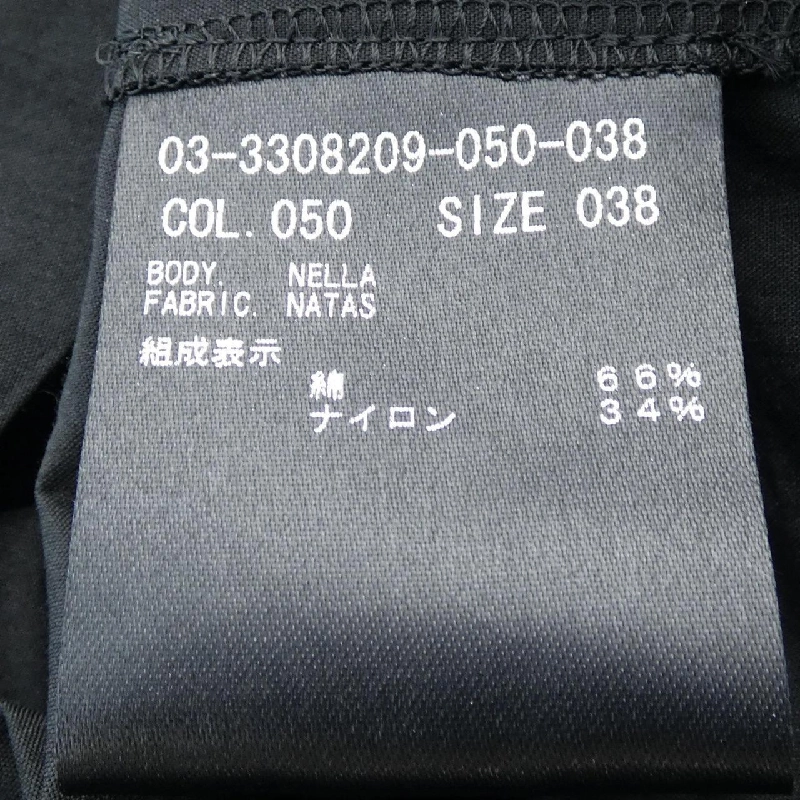 03-3308209-050-038
COL. 050 SIZE 038
BODY. NELLA
FABRIC. NATAS
組成表示
綿 66%
ナイロン 34%